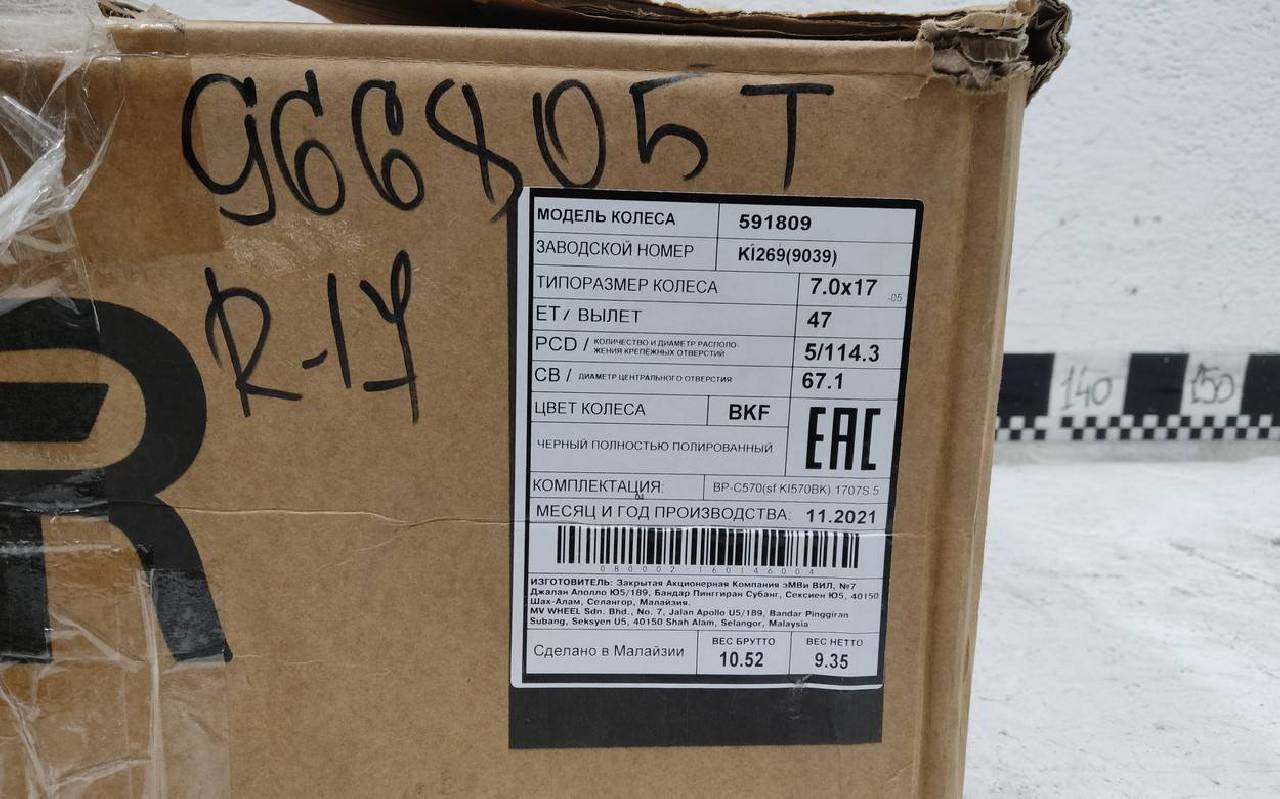 966805T
R-17
R
МОДЕЛЬ КОЛЕСА 591809
ЗАВОДСКОЙ НОМЕР KI269(9039)
ТИПОРАЗМЕР КОЛЕСА 7.0x17 -05
ET / ВЫЛЕТ 47
PCD / КОЛИЧЕСТВО И ДИАМЕТР РАСПОЛО-
ЖЕНИЯ КРЕПЕЖНЫХ ОТВЕРСТИЙ 5/114.3
CB / ДИАМЕТР ЦЕНТРАЛЬНОГО ОТВЕРСТИЯ 67.1
ЦВЕТ КОЛЕСА BKF
ЧЕРНЫЙ ПОЛНОСТЬЮ ПОЛИРОВАННЫЙ
EAC
КОМПЛЕКТАЦИЯ: BP-C570(sf KI570BK) 1707S 5
МЕСЯЦ И ГОД ПРОИЗВОДСТВА: 11.2021
080002-160146004
ИЗГОТОВИТЕЛЬ: Закрытая Акционерная Компания эМВи ВИЛ, №7
Джалан Аполло Ю5/189, Бандар Пинггиран Субанг, Сексиен Ю5, 40150
Шах-Алам, Селангор, Малайзия.
MV WHEEL Sdn. Bhd., No. 7, Jalan Apollo U5/189, Bandar Pinggiran
Subang, Seksyen U5, 40150 Shah Alam, Selangor, Malaysia
Сделано в Малайзии
ВЕС БРУТТО ВЕС НЕТТО
10.52 9.35
140 150